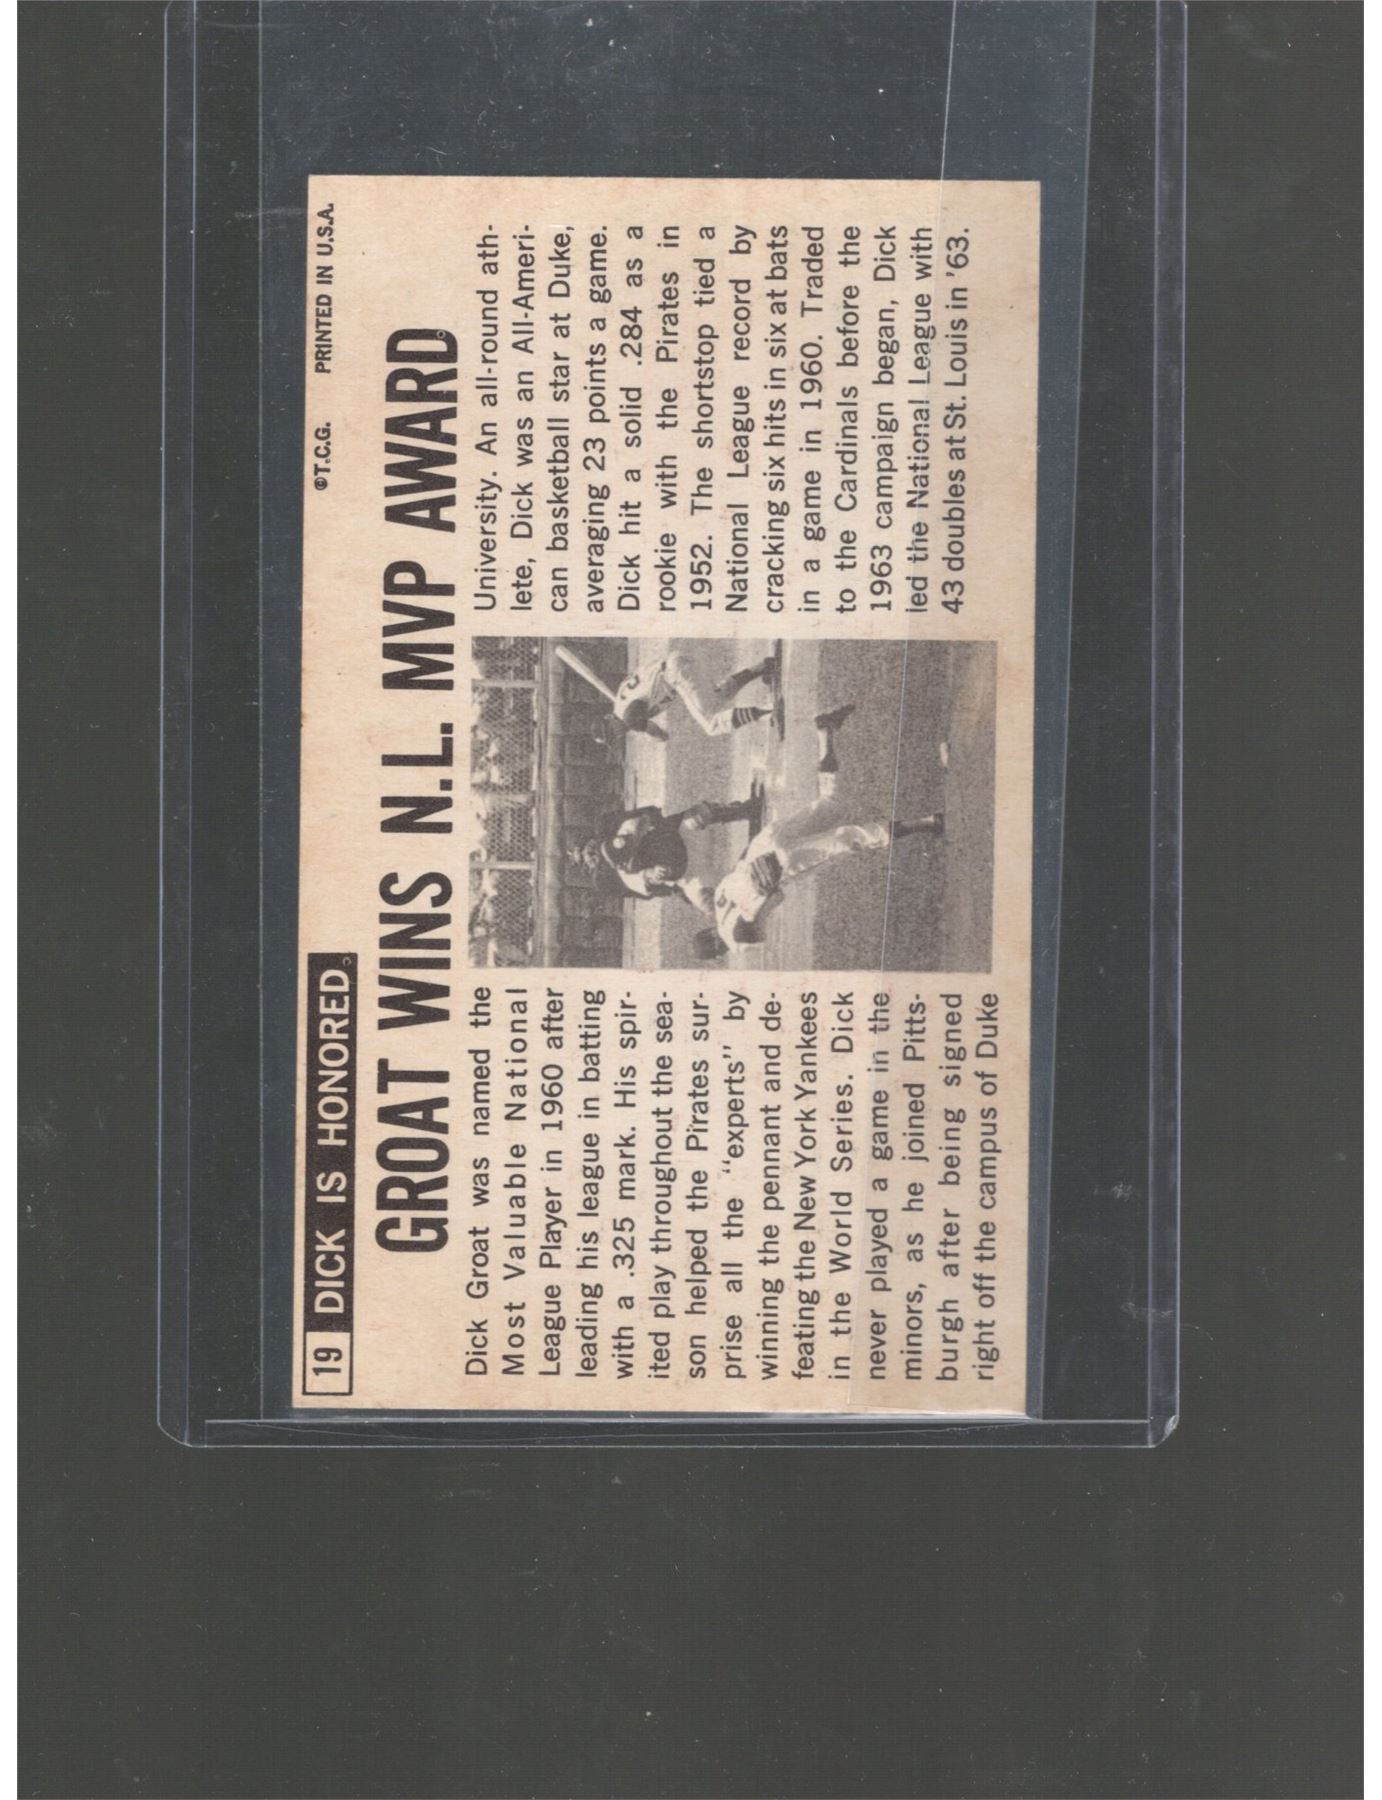 19 DICK IS HONORED
©T.C.G. PRINTED IN U.S.A.
GROAT WINS N.L. MVP AWARD
Dick Groat was named the
Most Valuable National
League Player in 1960 after
leading his league in batting
with a .325 mark. His spir-
ited play throughout the sea-
son helped the Pirates sur-
prise all the "experts" by
winning the pennant and de-
feating the New York Yankees
in the World Series. Dick
never played a game in the
minors, as he joined Pitts-
burgh after being signed
right off the campus of Duke
University. An all-round ath-
lete, Dick was an All-Ameri-
can basketball star at Duke,
averaging 23 points a game.
Dick hit a solid .284 as a
rookie with the Pirates in
1952. The shortstop tied a
National League record by
cracking six hits in six at bats
in a game in 1960. Traded
to the Cardinals before the
1963 campaign began, Dick
led the National League with
43 doubles at St. Louis in '63.